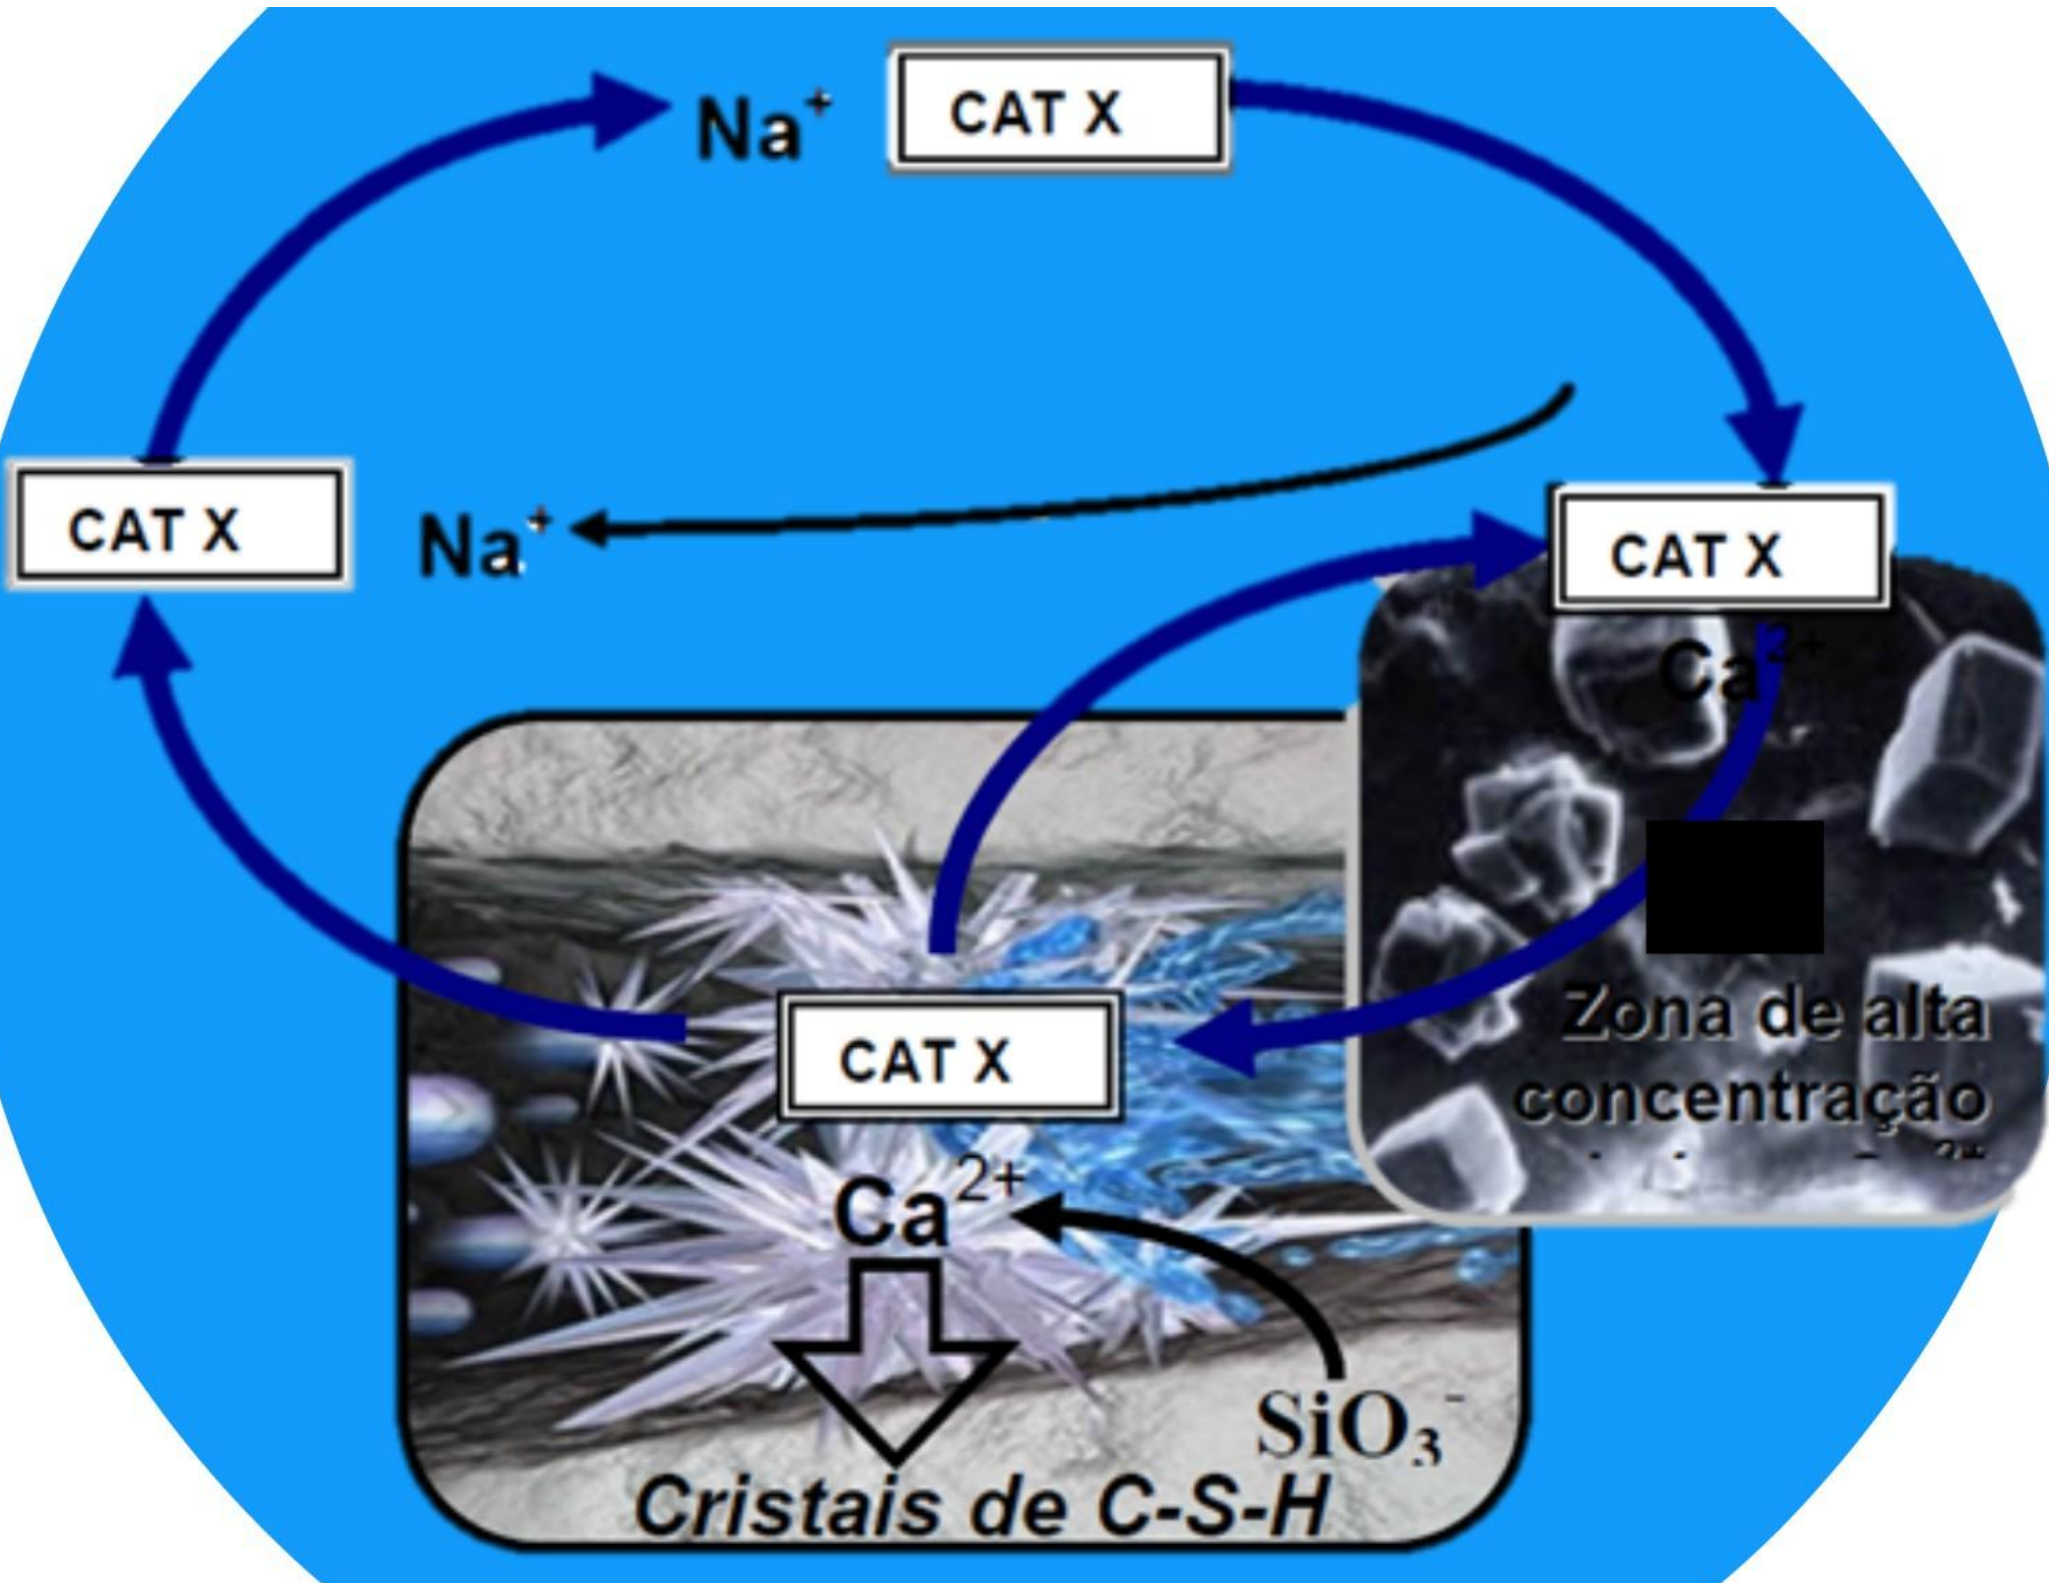 Na⁺ CAT X
CAT X Na⁺
CAT X
Ca²⁺
CAT X
Ca²⁺
Zona de alta
concentração
SiO₃⁻
Cristais de C-S-H